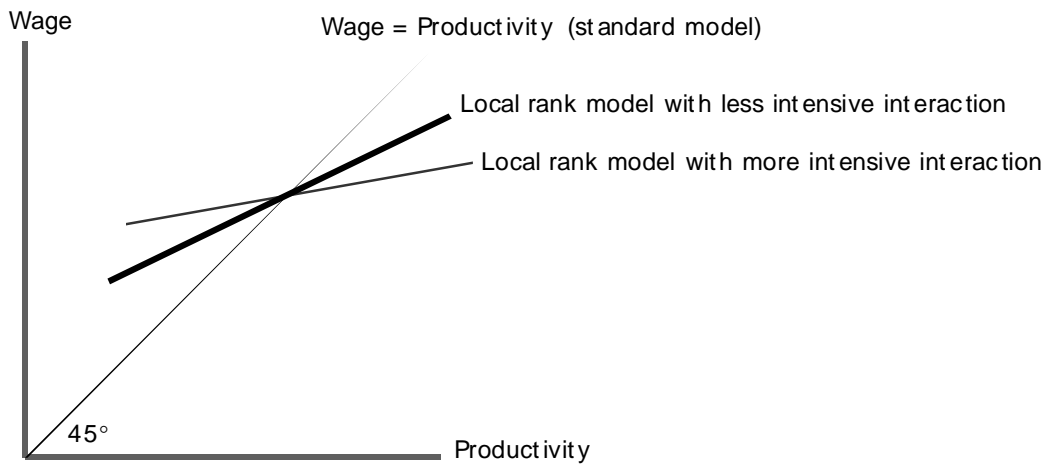 Wage
Wage = Productivity (standard model)
Local rank model with less intensive interaction
Local rank model with more intensive interaction
45°
Productivity